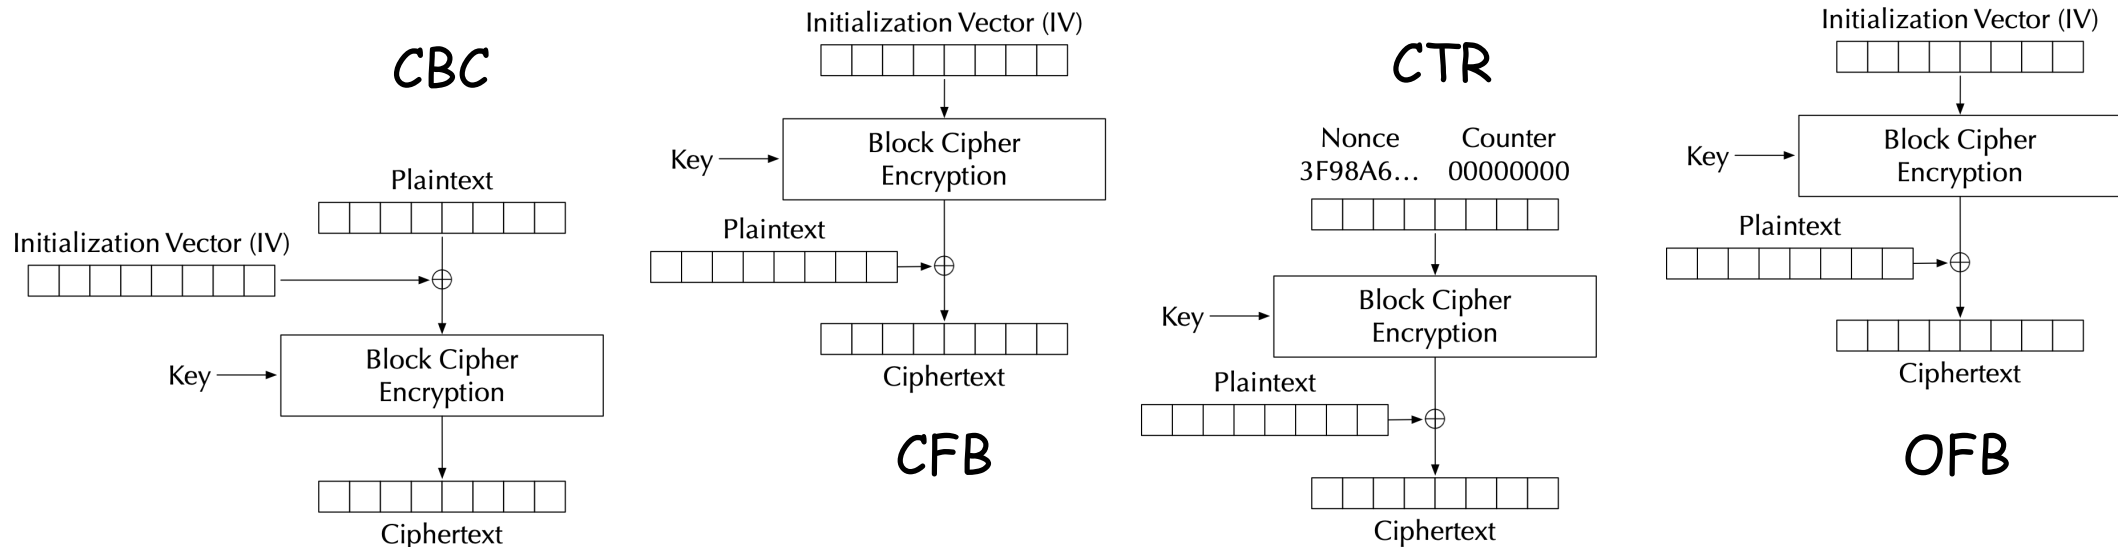 CBC
Plaintext
Initialization Vector (IV)
Key
Block Cipher
Encryption
Ciphertext
Initialization Vector (IV)
Key
Block Cipher
Encryption
Plaintext
Ciphertext
CFB
CTR
Nonce Counter
3F98A6... 00000000
Key
Block Cipher
Encryption
Plaintext
Ciphertext
Initialization Vector (IV)
Key
Block Cipher
Encryption
Plaintext
Ciphertext
OFB